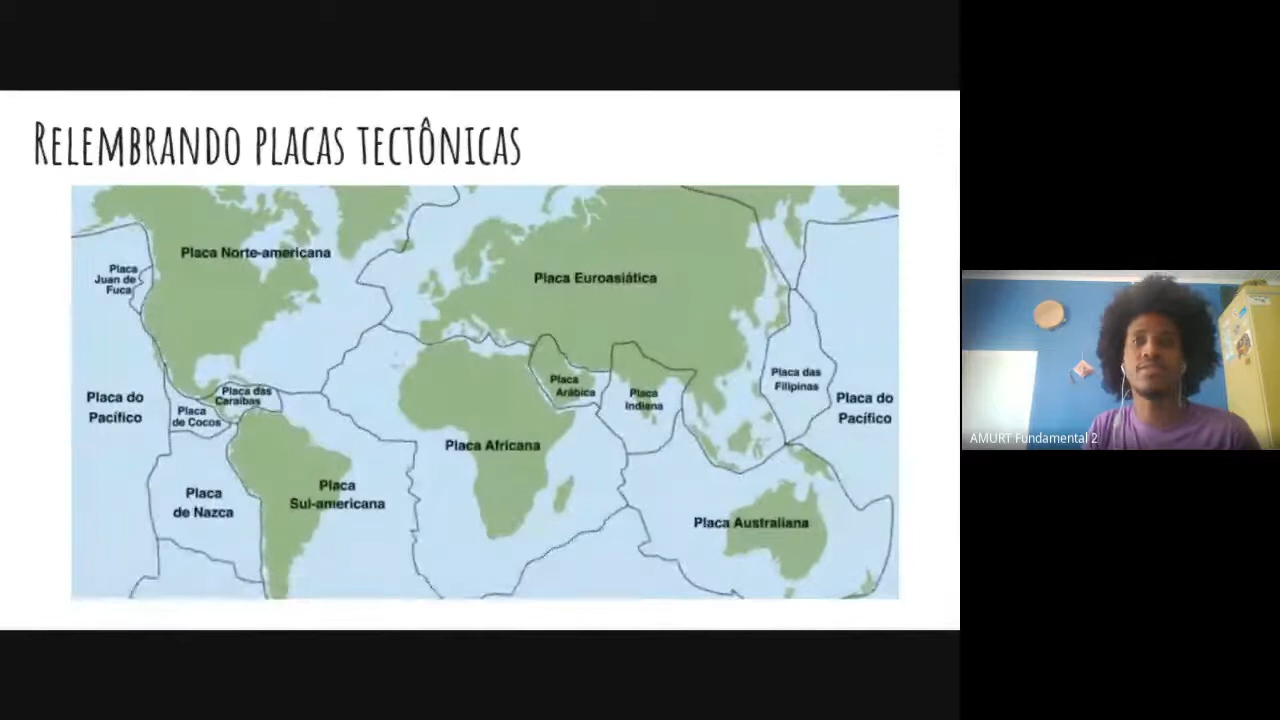 RELEMBRANDO PLACAS TECTÔNICAS
Placa Norte-americana
Placa
Juan de
Fuca
Placa Euroasiática
Placa do
Pacífico
Placa das
Caraíbas
Placa
de Cocos
Placa
Arábica
Placa
Indiana
Placa das
Filipinas
Placa do
Pacífico
Placa Africana
Placa
de Nazca
Placa
Sul-americana
Placa Australiana
AMURT Fundamental 2